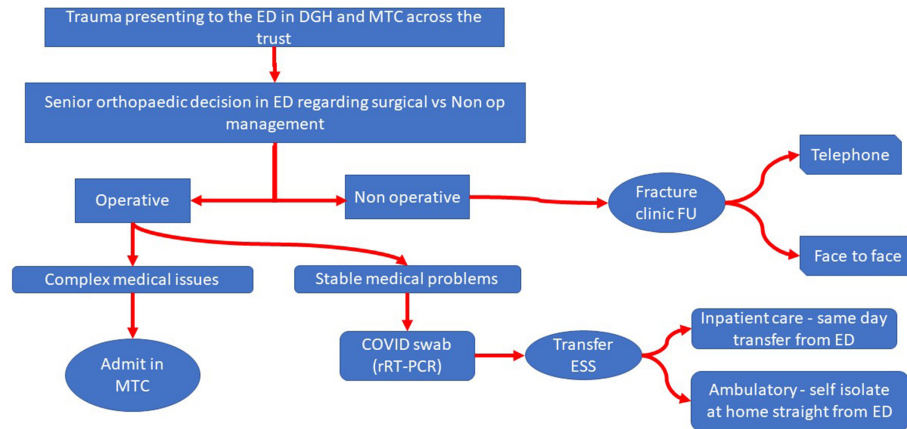 Trauma presenting to the ED in DGH and MTC across the
trust
Senior orthopaedic decision in ED regarding surgical vs Non op
management
Operative
Non operative
Fracture
clinic FU
Telephone
Face to face
Complex medical issues
Stable medical problems
Admit in
MTC
COVID swab
(rRT-PCR)
Transfer
ESS
Inpatient care - same day
transfer from ED
Ambulatory - self isolate
at home straight from ED